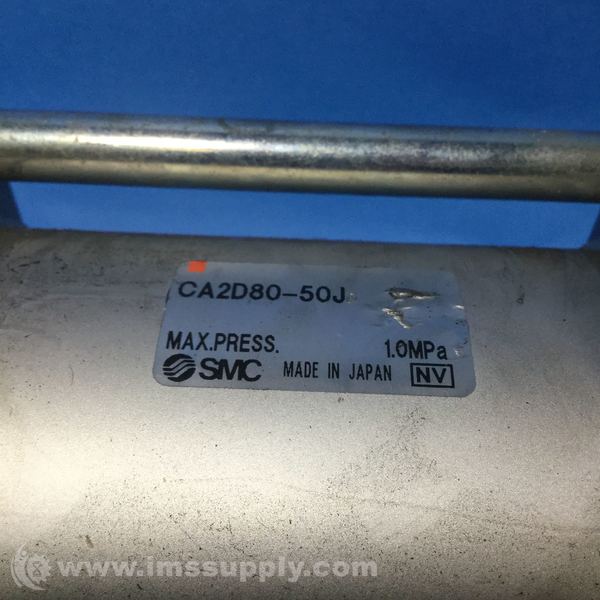 CA2D80-50J
MAX.PRESS. 1.0MPa
SMC MADE IN JAPAN NV
www.imssupply.com